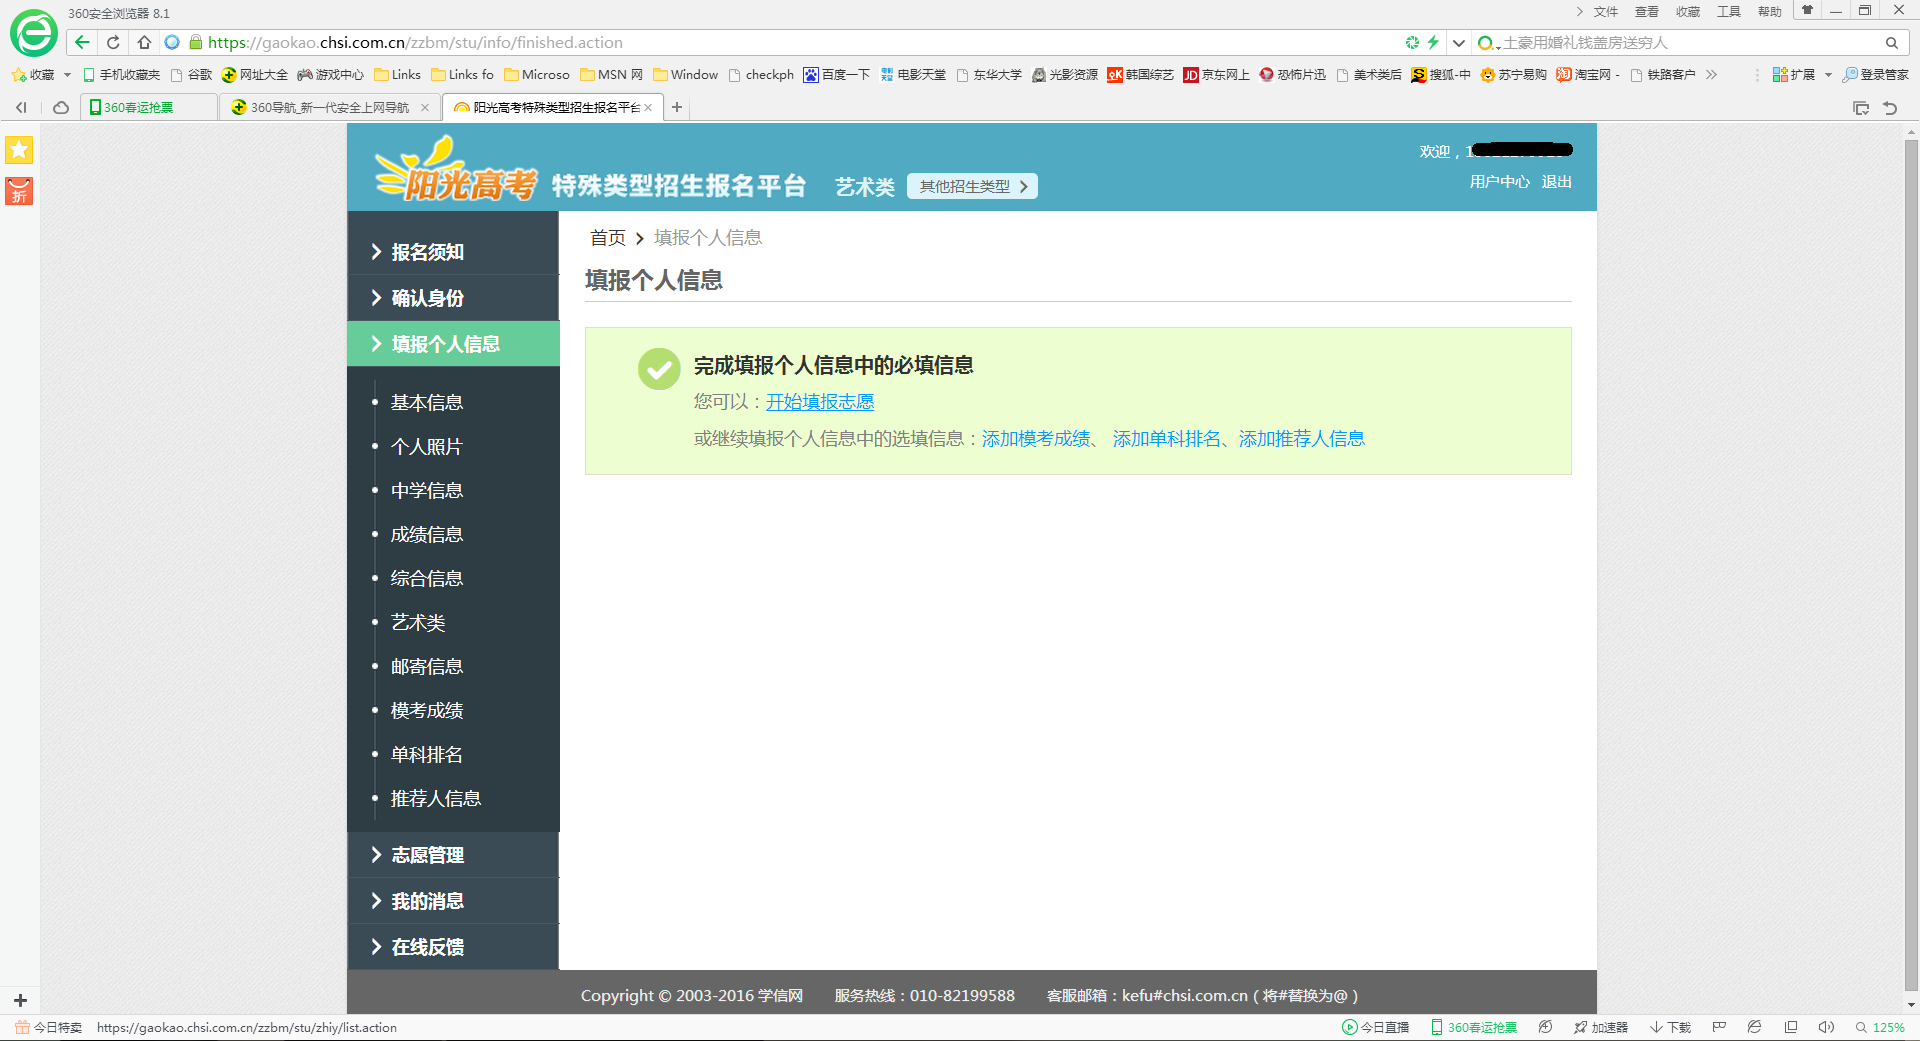 360安全浏览器 8.1
文件 查看 收藏 工具 帮助
https://gaokao.chsi.com.cn/zzbm/stu/info/finished.action
土豪用婚礼钱盖房送穷人
收藏 手机收藏夹 谷歌 网址大全 游戏中心 Links Links fo Microso MSN 网 Window checkph 百度一下 电影天堂 东华大学 光影资源 韩国综艺 京东网上 恐怖片迅 美术类后 搜狐-中 苏宁易购 淘宝网 - 铁路客户 扩展 登录管家
360春运抢票 360导航_新一代安全上网导航 阳光高考特殊类型招生报名平台
折
欢迎，1
阳光高考 特殊类型招生报名平台 艺术类 其他招生类型
用户中心 退出
首页 填报个人信息
填报个人信息
报名须知
确认身份
填报个人信息
基本信息
个人照片
中学信息
成绩信息
综合信息
艺术类
邮寄信息
模考成绩
单科排名
推荐人信息
志愿管理
我的消息
在线反馈
完成填报个人信息中的必填信息
您可以：开始填报志愿
或继续填报个人信息中的选填信息：添加模考成绩、 添加单科排名、添加推荐人信息
Copyright © 2003-2016 学信网 服务热线：010-82199588 客服邮箱：kefu#chsi.com.cn ( 将#替换为@ )
今日特卖 https://gaokao.chsi.com.cn/zzbm/stu/zhiy/list.action
今日直播 360春运抢票 加速器 下载 125%